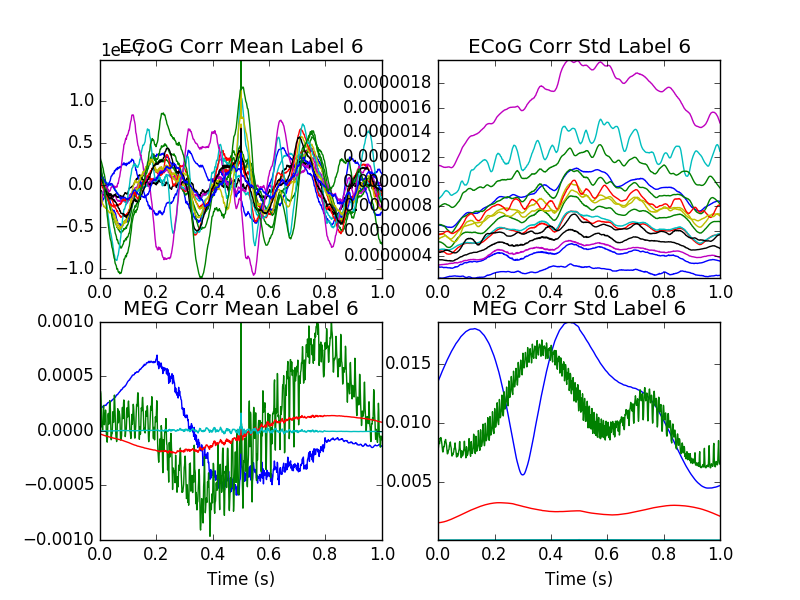 1e−7
ECoG Corr Mean Label 6
1.0
0.5
0.0
−0.5
−1.0
0.0 0.2 0.4 0.6 0.8 1.0
ECoG Corr Std Label 6
0.0000018
0.0000016
0.0000014
0.0000012
0.0000010
0.0000008
0.0000006
0.0000004
0.0 0.2 0.4 0.6 0.8 1.0
MEG Corr Mean Label 6
0.0010
0.0005
0.0000
−0.0005
−0.0010
0.0 0.2 0.4 0.6 0.8 1.0
Time (s)
MEG Corr Std Label 6
0.015
0.010
0.005
0.0 0.2 0.4 0.6 0.8 1.0
Time (s)